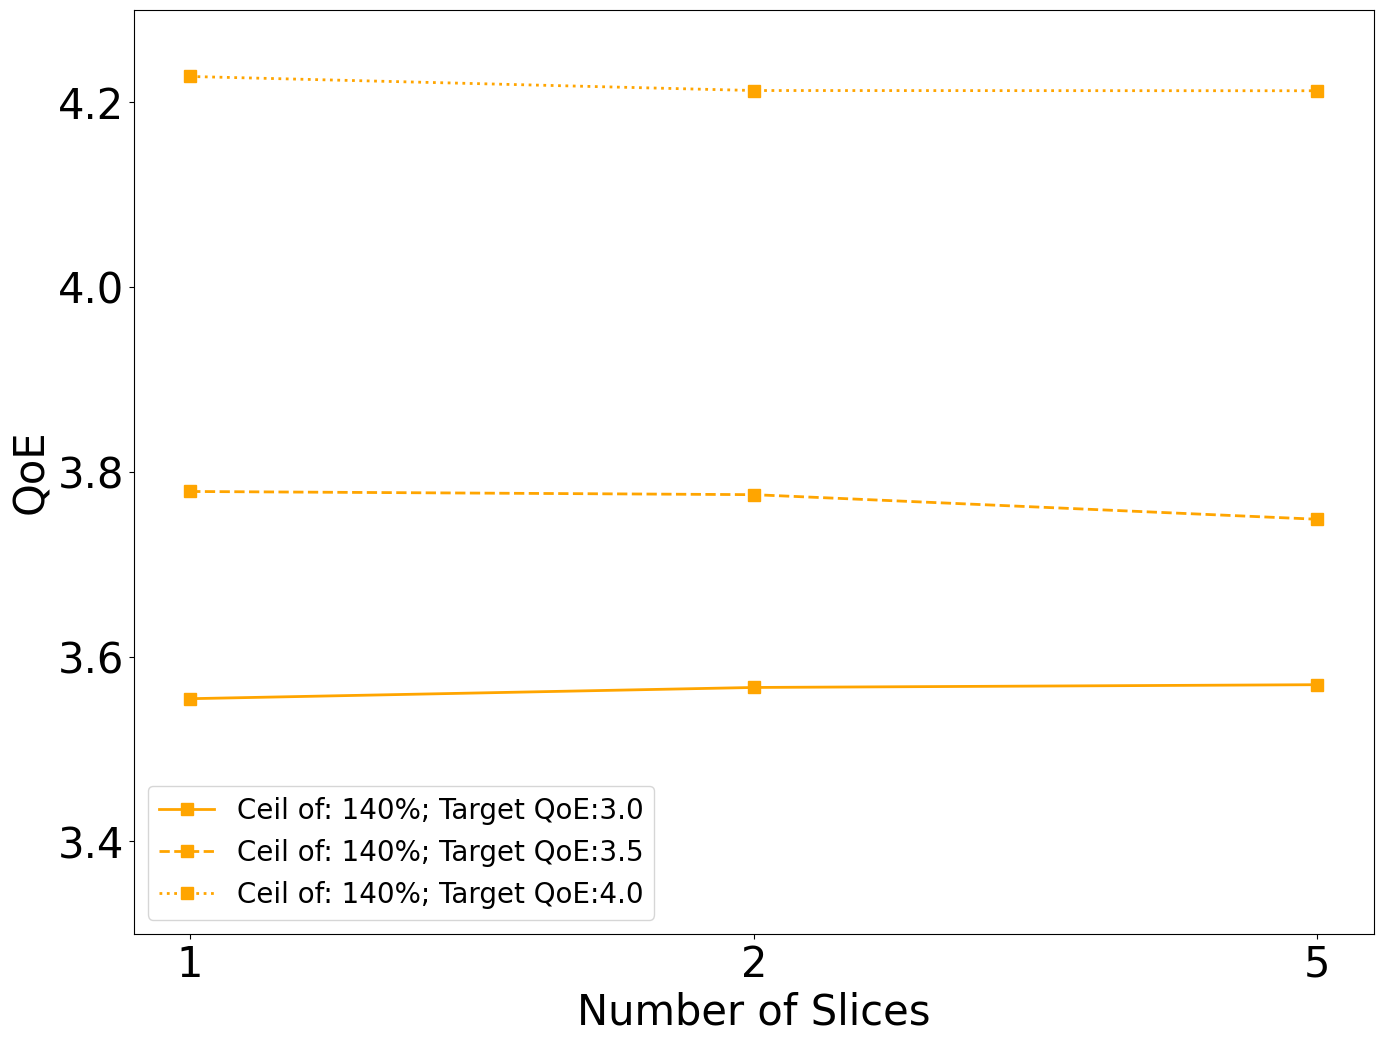 4.2
4.0
3.8
3.6
3.4
QoE
Ceil of: 140%; Target QoE:3.0
Ceil of: 140%; Target QoE:3.5
Ceil of: 140%; Target QoE:4.0
1 2 5
Number of Slices